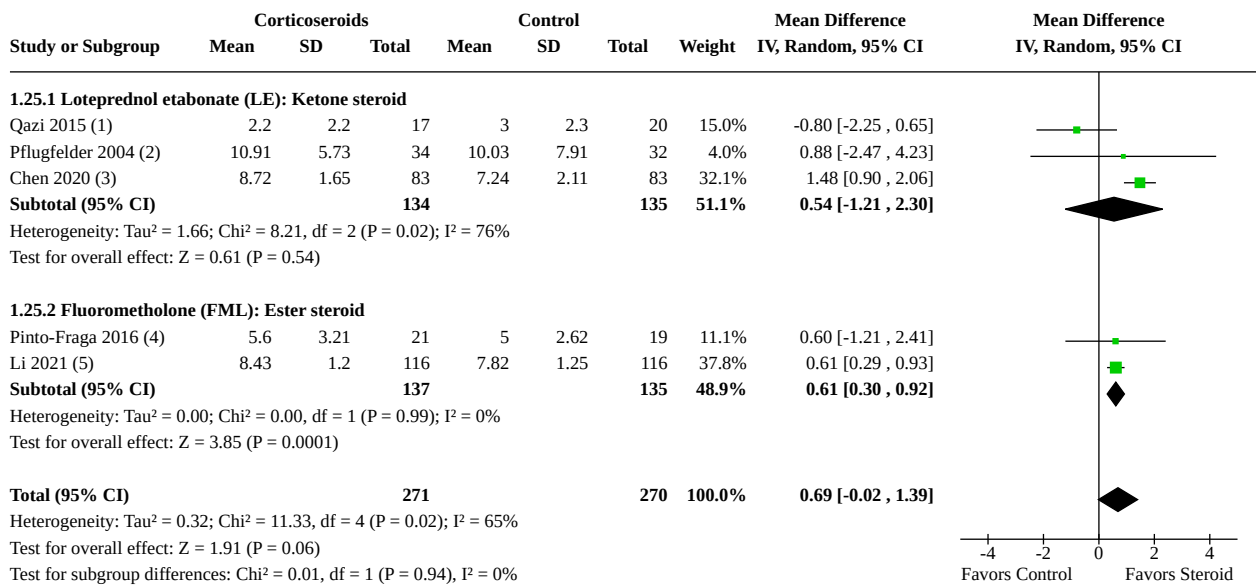 Corticoseroids Control Mean Difference Mean Difference
Study or Subgroup Mean SD Total Mean SD Total Weight IV, Random, 95% CI IV, Random, 95% CI
1.25.1 Loteprednol etabonate (LE): Ketone steroid
Qazi 2015 (1) 2.2 2.2 17 3 2.3 20 15.0% -0.80 [-2.25 , 0.65]
Pflugfelder 2004 (2) 10.91 5.73 34 10.03 7.91 32 4.0% 0.88 [-2.47 , 4.23]
Chen 2020 (3) 8.72 1.65 83 7.24 2.11 83 32.1% 1.48 [0.90 , 2.06]
Subtotal (95% CI) 134 135 51.1% 0.54 [-1.21 , 2.30]
Heterogeneity: Tau² = 1.66; Chi² = 8.21, df = 2 (P = 0.02); I² = 76%
Test for overall effect: Z = 0.61 (P = 0.54)
1.25.2 Fluorometholone (FML): Ester steroid
Pinto-Fraga 2016 (4) 5.6 3.21 21 5 2.62 19 11.1% 0.60 [-1.21 , 2.41]
Li 2021 (5) 8.43 1.2 116 7.82 1.25 116 37.8% 0.61 [0.29 , 0.93]
Subtotal (95% CI) 137 135 48.9% 0.61 [0.30 , 0.92]
Heterogeneity: Tau² = 0.00; Chi² = 0.00, df = 1 (P = 0.99); I² = 0%
Test for overall effect: Z = 3.85 (P = 0.0001)
Total (95% CI) 271 270 100.0% 0.69 [-0.02 , 1.39]
Heterogeneity: Tau² = 0.32; Chi² = 11.33, df = 4 (P = 0.02); I² = 65%
Test for overall effect: Z = 1.91 (P = 0.06)
Test for subgroup differences: Chi² = 0.01, df = 1 (P = 0.94), I² = 0%
-4 -2 0 2 4
Favors Control Favors Steroid